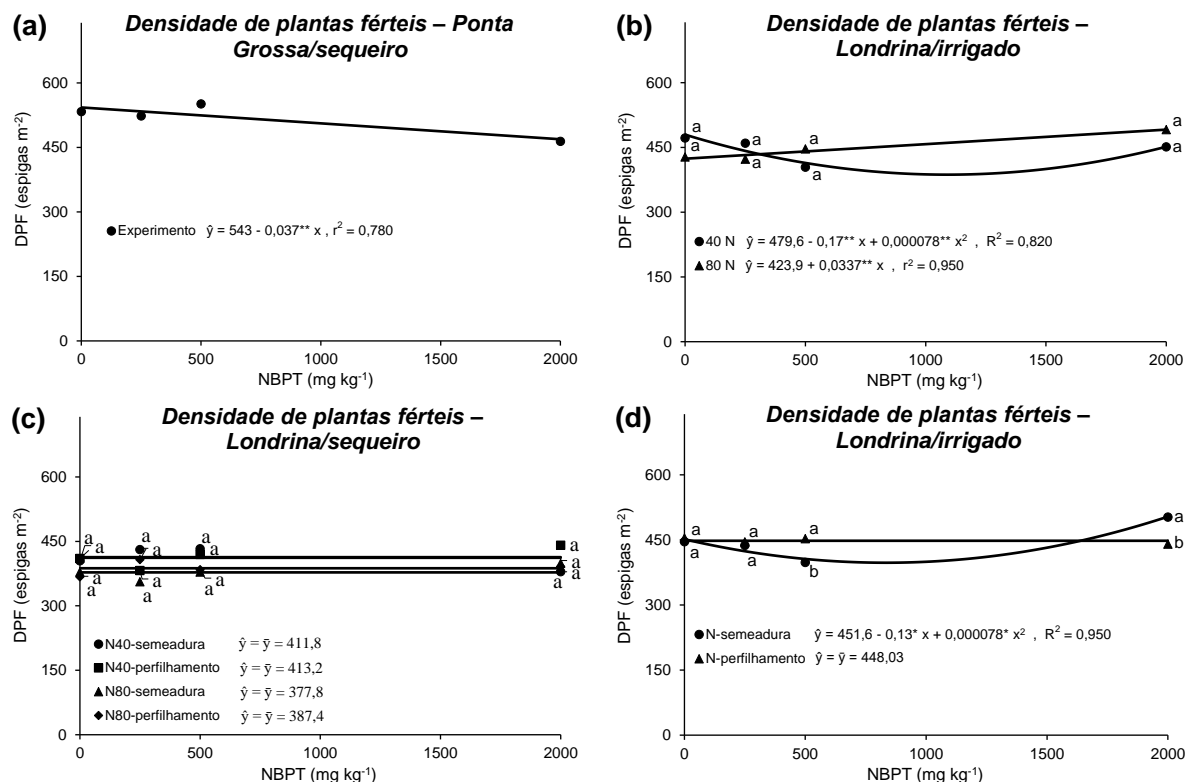 (a)
Densidade de plantas férteis – Ponta
Grossa/sequeiro
DPF (espigas m-2)
600
450
300
150
0
Experimento ŷ = 543 - 0,037** x , r2 = 0,780
0 500 1000 1500 2000
NBPT (mg kg-1)
(b)
Densidade de plantas férteis –
Londrina/irrigado
DPF (espigas m-2)
600
450
300
150
0
a a a a
a a a a
40 N ŷ = 479,6 - 0,17** x + 0,000078** x2 , R2 = 0,820
80 N ŷ = 423,9 + 0,0337** x , r2 = 0,950
0 500 1000 1500 2000
NBPT (mg kg-1)
(c)
Densidade de plantas férteis –
Londrina/sequeiro
DPF (espigas m-2)
600
450
300
150
0
a a a a
a a a a
a a a a
a a a a
N40-semeadura ŷ = ȳ = 411,8
N40-perfilhamento ŷ = ȳ = 413,2
N80-semeadura ŷ = ȳ = 377,8
N80-perfilhamento ŷ = ȳ = 387,4
0 500 1000 1500 2000
NBPT (mg kg-1)
(d)
Densidade de plantas férteis –
Londrina/irrigado
DPF (espigas m-2)
600
450
300
150
0
a a a a
a a b b
N-semeadura ŷ = 451,6 - 0,13* x + 0,000078* x2 , R2 = 0,950
N-perfilhamento ŷ = ȳ = 448,03
0 500 1000 1500 2000
NBPT (mg kg-1)